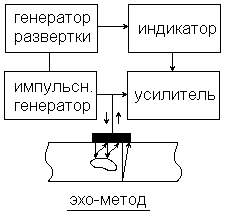 генератор
развертки
индикатор
импульсн.
генератор
усилитель
эхо-метод